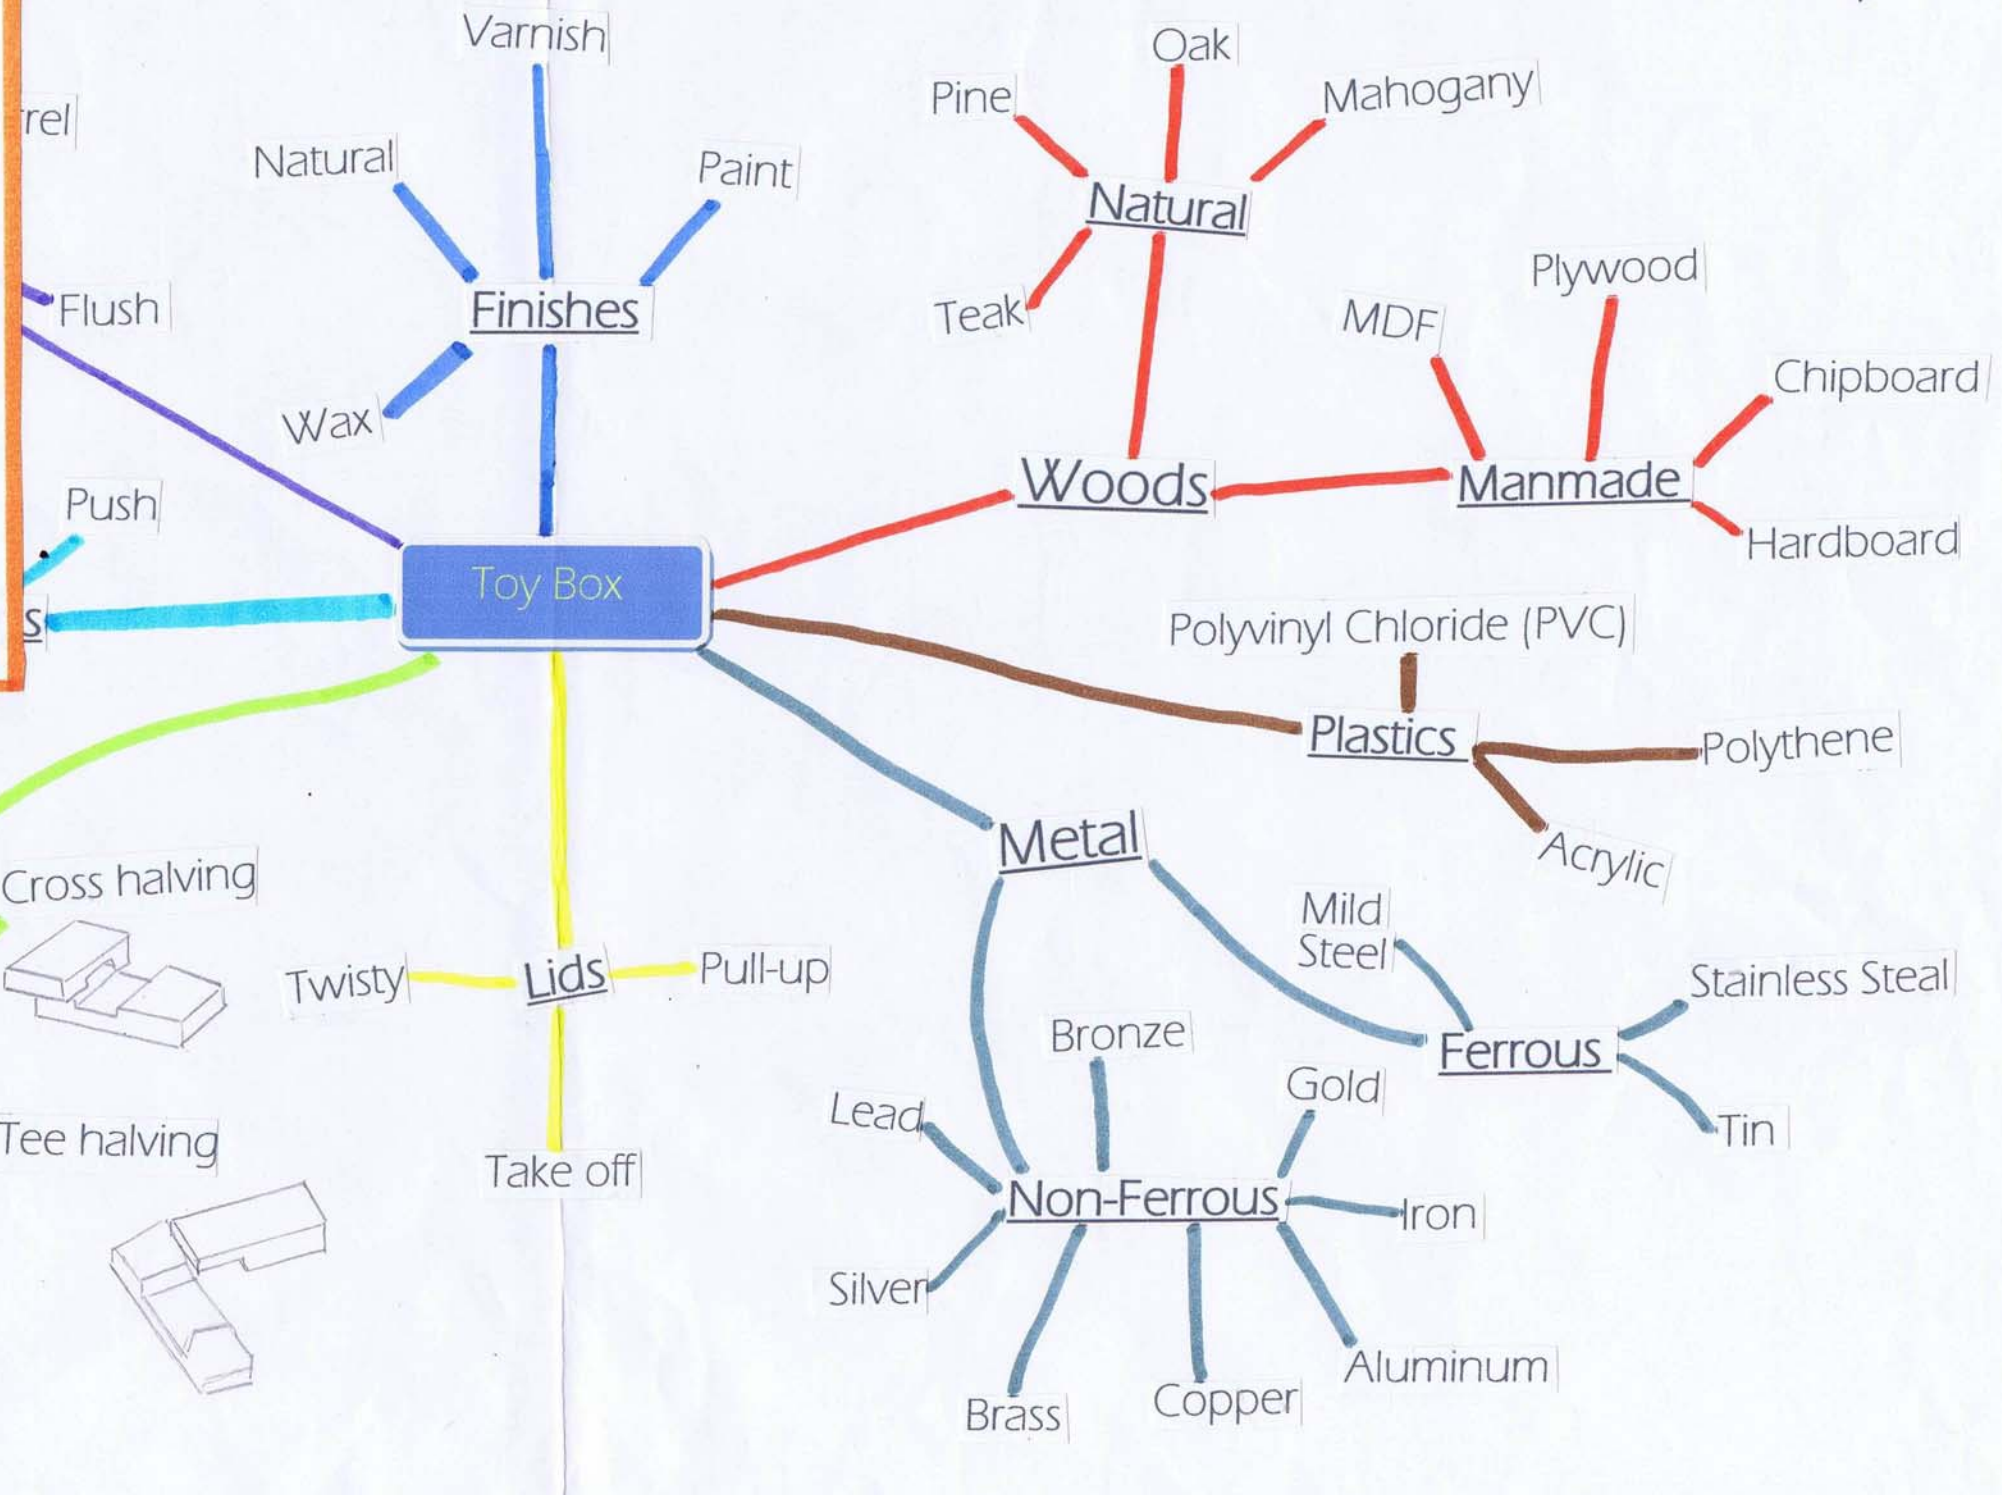 Varnish
Natural
Paint
Finishes
Wax
Flush
Push
Toy Box
Oak
Pine
Mahogany
Natural
Teak
Plywood
MDF
Chipboard
Woods
Manmade
Hardboard
Polyvinyl Chloride (PVC)
Plastics
Polythene
Acrylic
Metal
Mild
Steel
Stainless Steal
Ferrous
Tin
Bronze
Gold
Lead
Non-Ferrous
Iron
Silver
Aluminum
Brass
Copper
Cross halving
Twisty
Lids
Pull-up
Take off
Tee halving